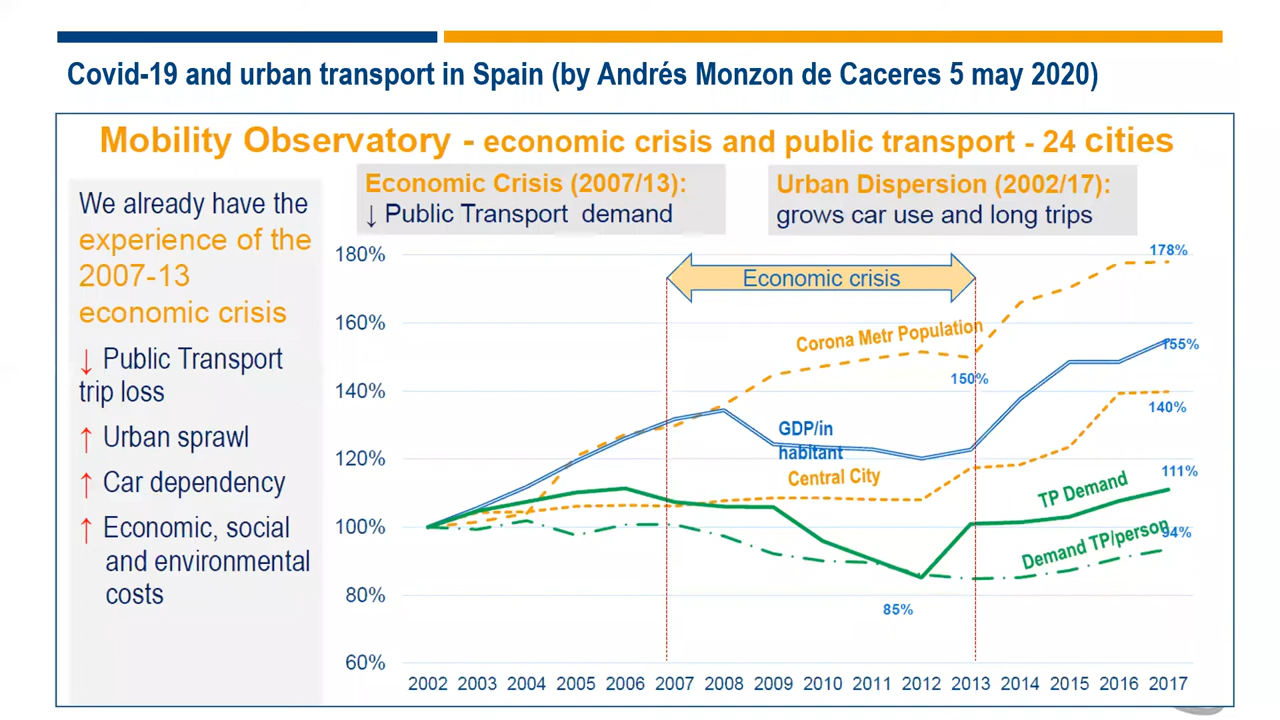 Covid-19 and urban transport in Spain (by Andrés Monzon de Caceres 5 may 2020)
Mobility Observatory - economic crisis and public transport - 24 cities
We already have the
experience of the
2007-13
economic crisis
↓ Public Transport
trip loss
↑ Urban sprawl
↑ Car dependency
↑ Economic, social
and environmental
costs
Economic Crisis (2007/13):
↓ Public Transport demand
Urban Dispersion (2002/17):
grows car use and long trips
180%
160%
140%
120%
100%
80%
60%
Economic crisis
Corona Metr Population
178%
150%
155%
GDP/in
habitant
140%
Central City
111%
TP Demand
Demand TP/person
94%
85%
2002 2003 2004 2005 2006 2007 2008 2009 2010 2011 2012 2013 2014 2015 2016 2017